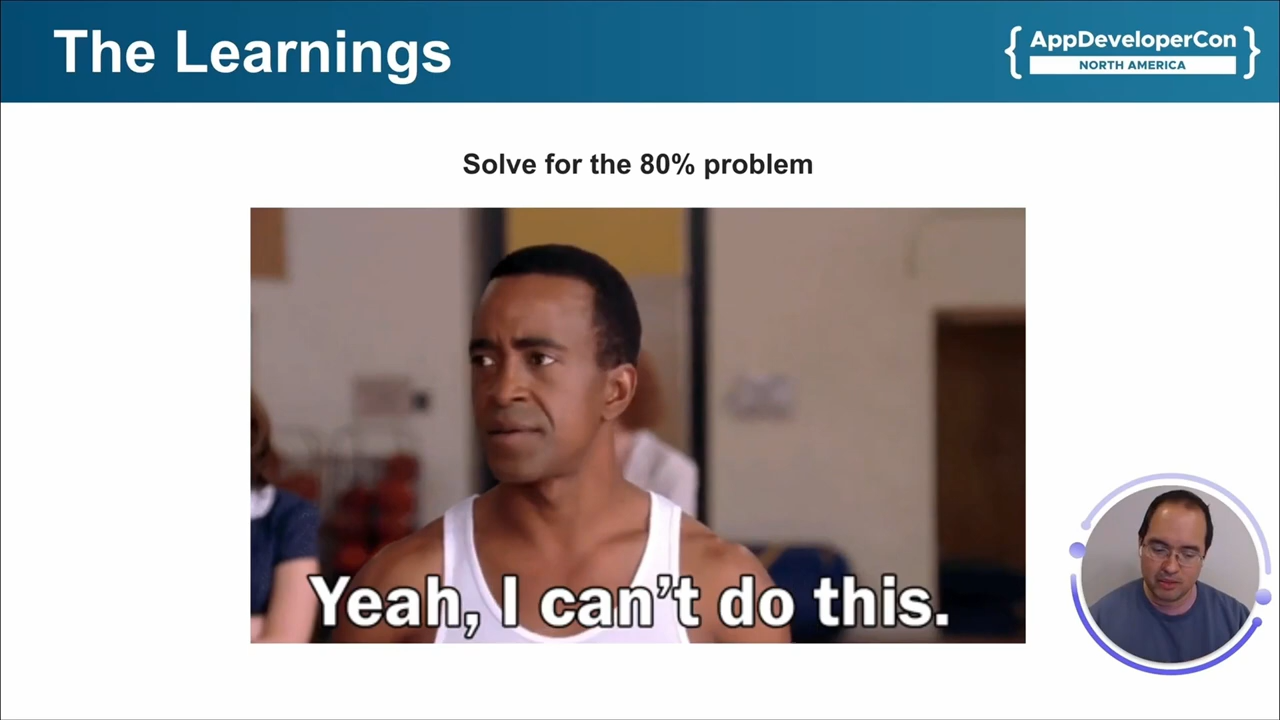 The Learnings
{ AppDeveloperCon }
NORTH AMERICA
Solve for the 80% problem
Yeah, I can't do this.